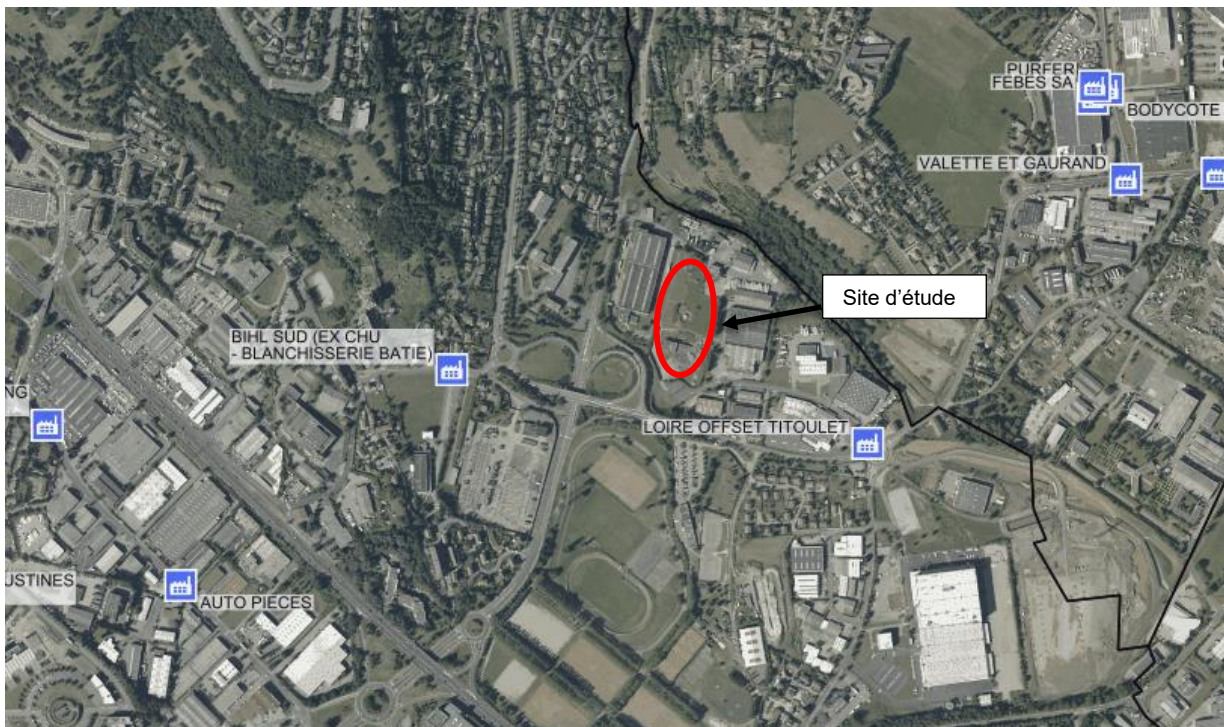 PURFER
FEBES SA
BODYCOTE
VALETTE ET GAURAND
Site d'étude
BIHL SUD (EX CHU
- BLANCHISSERIE BATIE)
NG
LOIRE OFFSET TITOULET
USTINES
AUTO PIECES